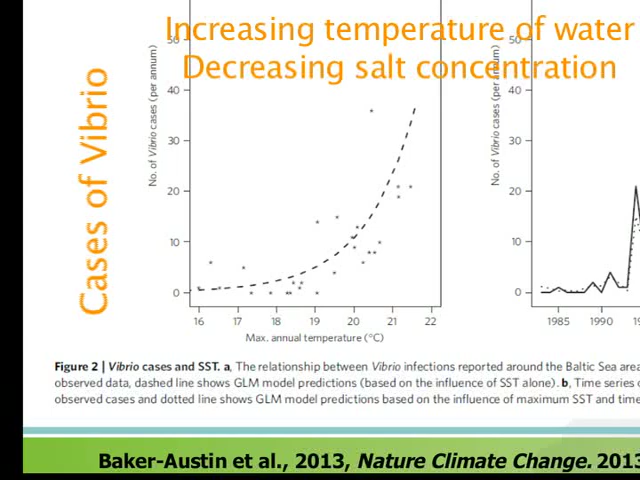 Increasing temperature of water
Decreasing salt concentration
Cases of Vibrio
No. of Vibrio cases (per annum)
50
40
30
20
10
0
16 17 18 19 20 21 22
Max. annual temperature (°C)
No. of Vibrio cases (per annum)
50
40
30
20
10
0
1985 1990
Figure 2 | Vibrio cases and SST. a, The relationship between Vibrio infections reported around the Baltic Sea area
observed data, dashed line shows GLM model predictions (based on the influence of SST alone). b, Time series
observed cases and dotted line shows GLM model predictions based on the influence of maximum SST and time
Baker-Austin et al., 2013, Nature Climate Change. 2013